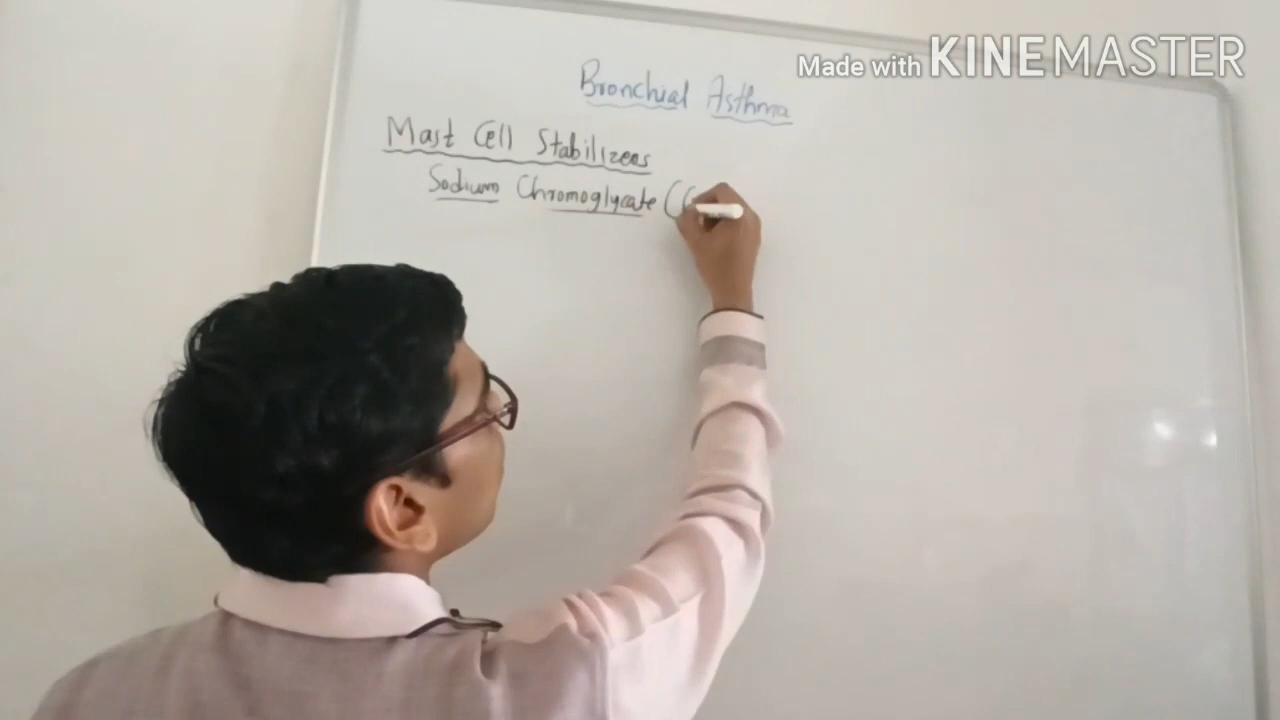 Made with KINEMASTER
Bronchial Asthma
Mast Cell Stabilizers
Sodium Chromoglycate (C